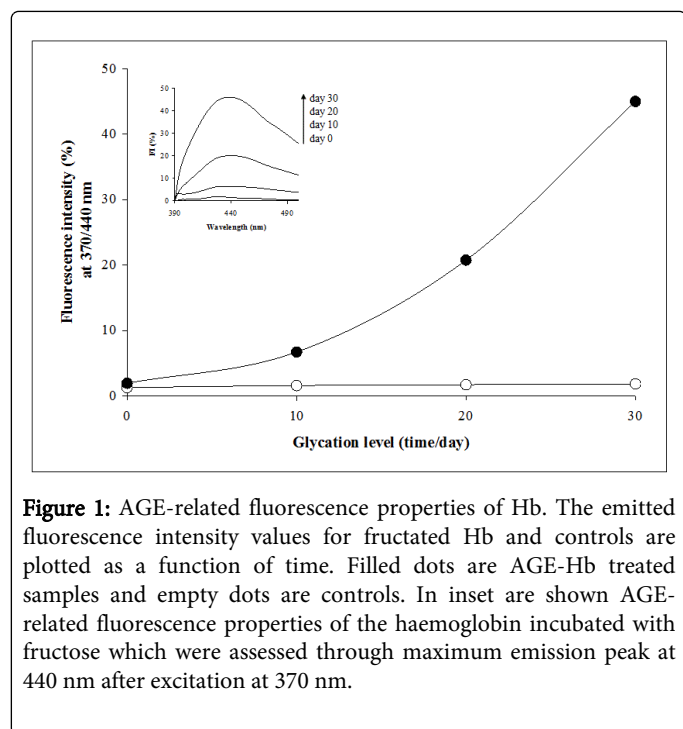 50
40
30
20
10
0
Fluorescence intensity (%)
at 370/440 nm
50
40
30
20
10
0
FI (%)
390
440
490
Wavelength (nm)
day 30
day 20
day 10
day 0
0
10
20
30
Glycation level (time/day)
Figure 1: AGE-related fluorescence properties of Hb. The emitted
fluorescence intensity values for fructated Hb and controls are
plotted as a function of time. Filled dots are AGE-Hb treated
samples and empty dots are controls. In inset are shown AGE-
related fluorescence properties of the haemoglobin incubated with
fructose which were assessed through maximum emission peak at
440 nm after excitation at 370 nm.